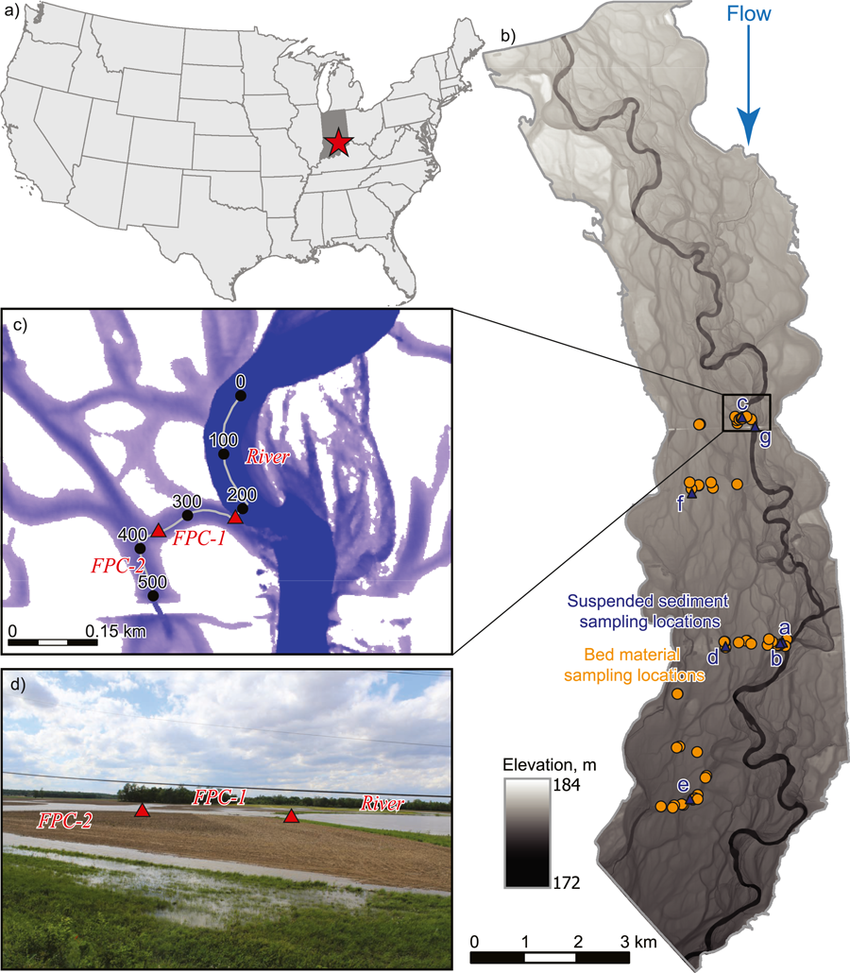 a)
b)
Flow
c)
0
100
River
200
300
FPC-1
400
FPC-2
500
0 0.15 km
c
g
f
Suspended sediment
sampling locations
a
d
b
Bed material
sampling locations
e
Elevation, m
184
172
d)
FPC-1
River
FPC-2
0 1 2 3 km